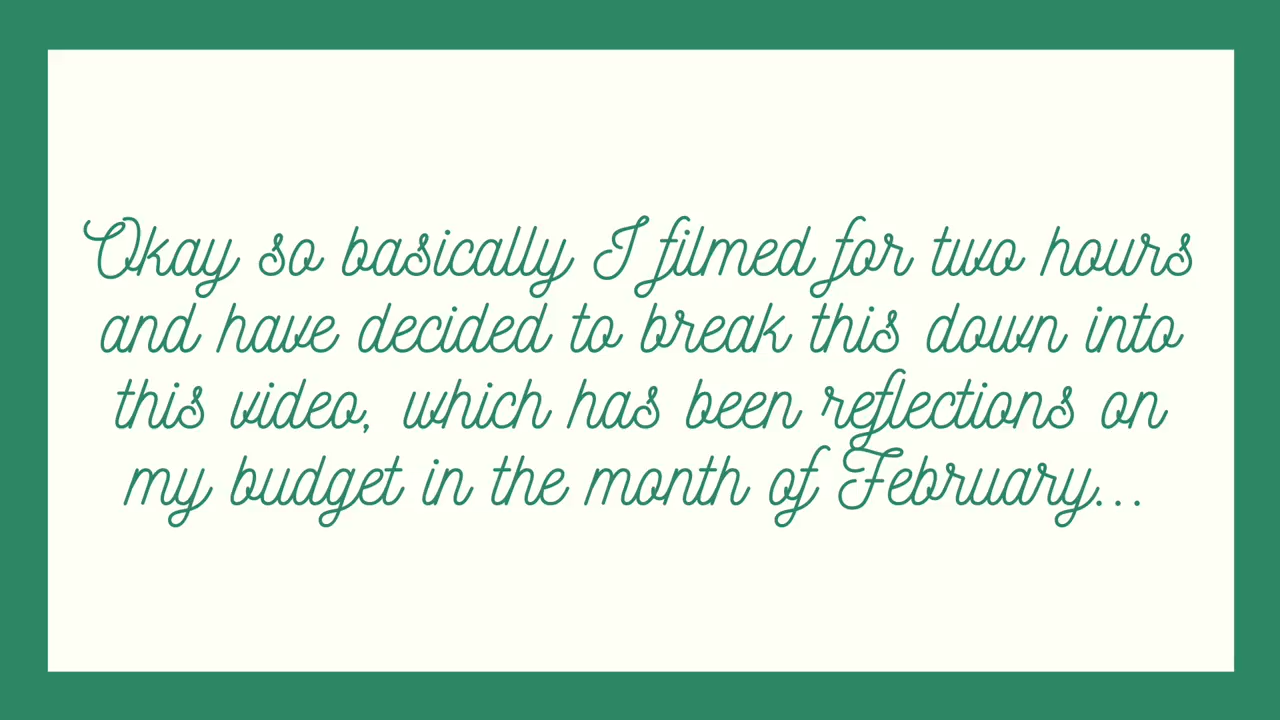 Okay so basically I filmed for two hours
and have decided to break this down into
this video, which has been reflections on
my budget in the month of February...